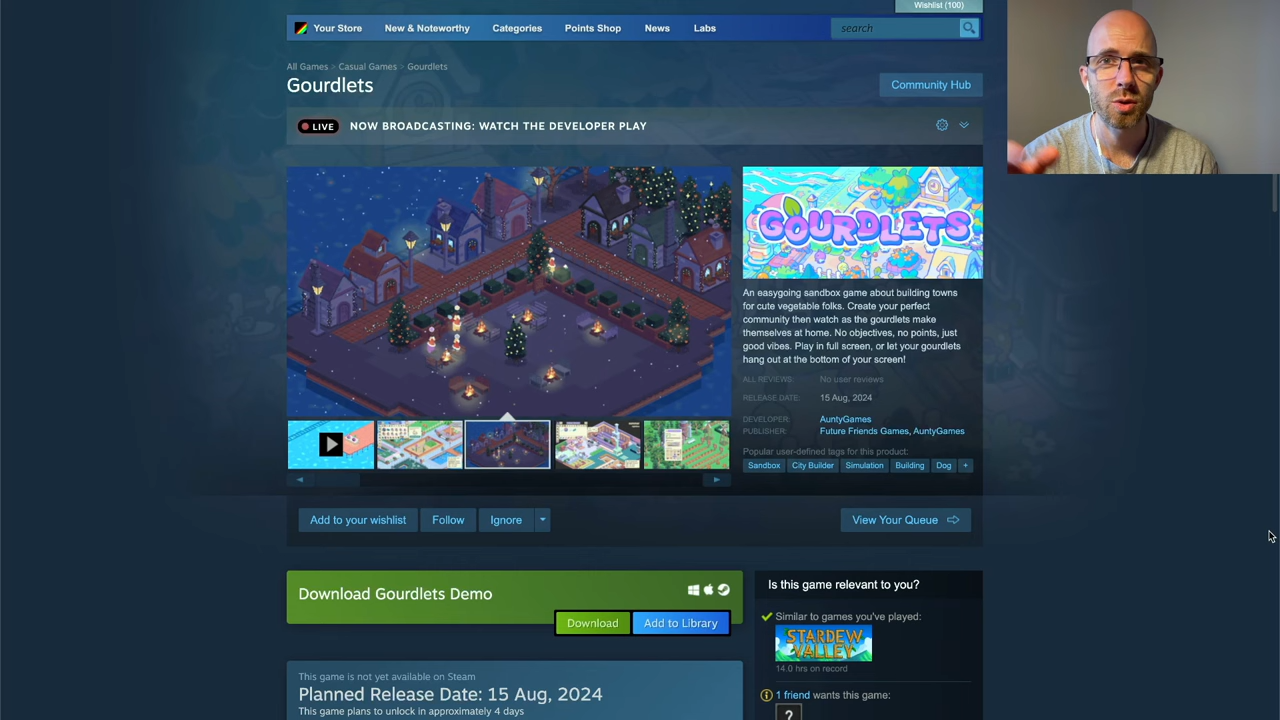 Wishlist (100)
Your Store
New & Noteworthy
Categories
Points Shop
News
Labs
search
All Games > Casual Games > Gourdlets
Gourdlets
Community Hub
LIVE
NOW BROADCASTING: WATCH THE DEVELOPER PLAY
GOURDLETS
An easygoing sandbox game about building towns
for cute vegetable folks. Create your perfect
community then watch as the gourdlets make
themselves at home. No objectives, no points, just
good vibes. Play in full screen, or let your gourdlets
hang out at the bottom of your screen!
ALL REVIEWS: No user reviews
RELEASE DATE: 15 Aug, 2024
DEVELOPER: AuntyGames
PUBLISHER: Future Friends Games, AuntyGames
Popular user-defined tags for this product:
Sandbox
City Builder
Simulation
Building
Dog
+
Add to your wishlist
Follow
Ignore
View Your Queue
Download Gourdlets Demo
Download
Add to Library
Is this game relevant to you?
Similar to games you've played:
STARDEW
VALLEY
14.0 hrs on record
1 friend wants this game:
?
This game is not yet available on Steam
Planned Release Date: 15 Aug, 2024
This game plans to unlock in approximately 4 days